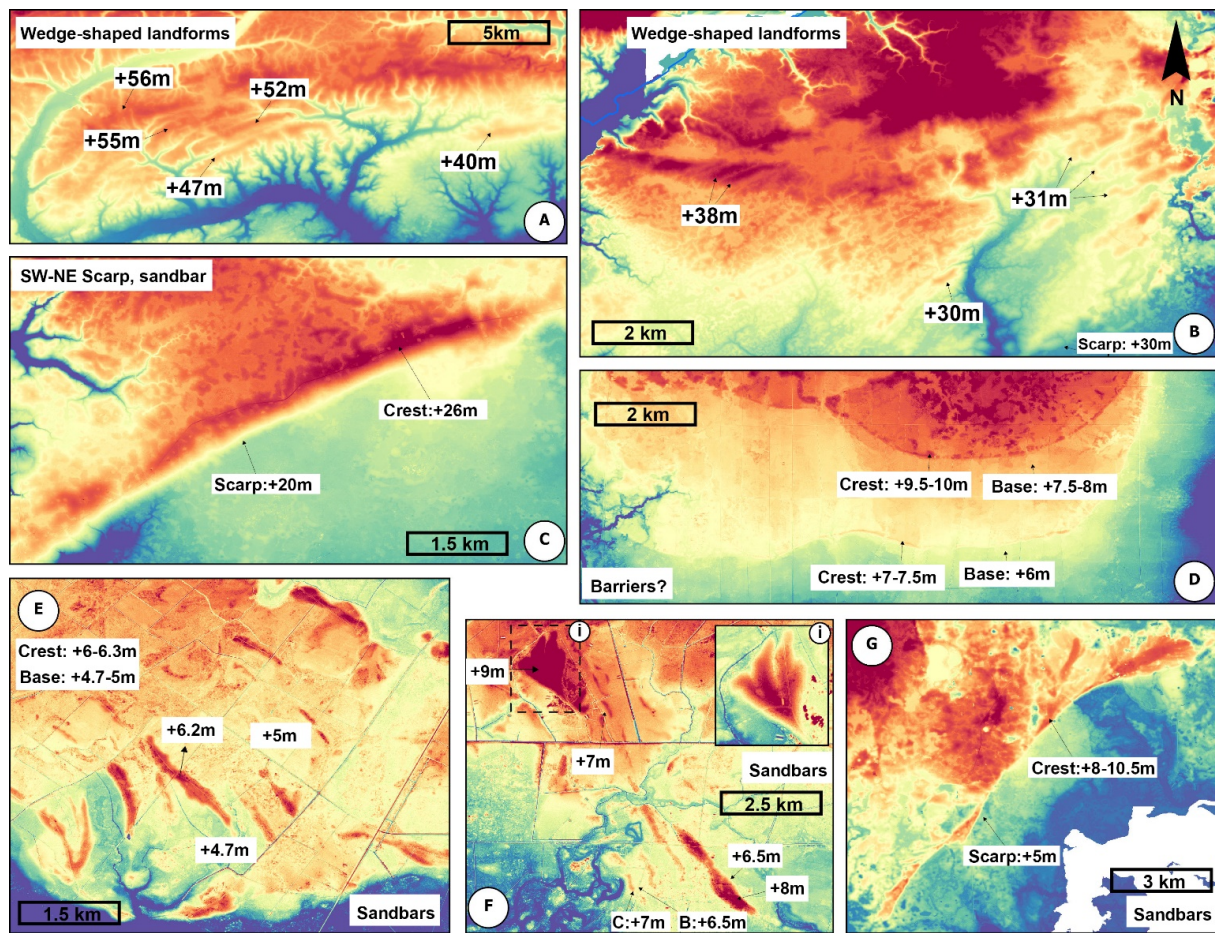 Wedge-shaped landforms
5km
+56m
+52m
+55m
+47m
+40m
A
Wedge-shaped landforms
N
+38m
+31m
+30m
2 km
Scarp: +30m
B
SW-NE Scarp, sandbar
Crest:+26m
Scarp:+20m
1.5 km
C
2 km
Crest: +9.5-10m
Base: +7.5-8m
Crest: +7-7.5m
Base: +6m
Barriers?
D
E
Crest: +6-6.3m
Base: +4.7-5m
+6.2m
+5m
+4.7m
1.5 km
Sandbars
i
i
+9m
+7m
Sandbars
2.5 km
+6.5m
+8m
F
C:+7m
B:+6.5m
G
Crest:+8-10.5m
Scarp:+5m
3 km
Sandbars